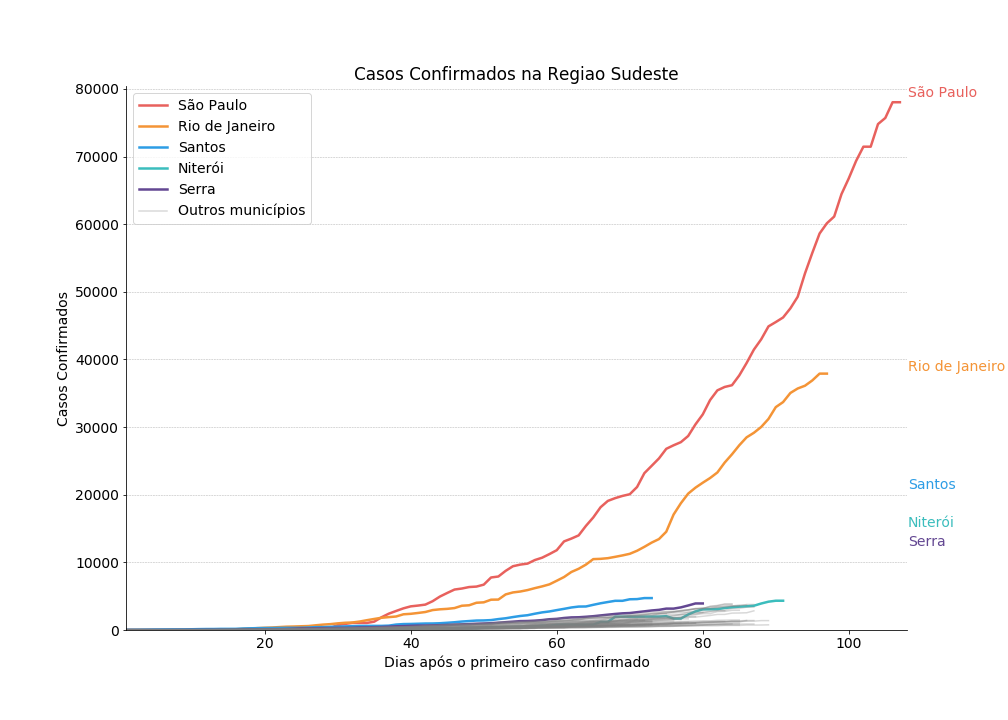 Casos Confirmados na Regiao Sudeste
São Paulo
Rio de Janeiro
Santos
Niterói
Serra
Outros municípios
80000
70000
60000
50000
40000
30000
20000
10000
0
Casos Confirmados
20
40
60
80
100
Dias após o primeiro caso confirmado
São Paulo
Rio de Janeiro
Santos
Niterói
Serra